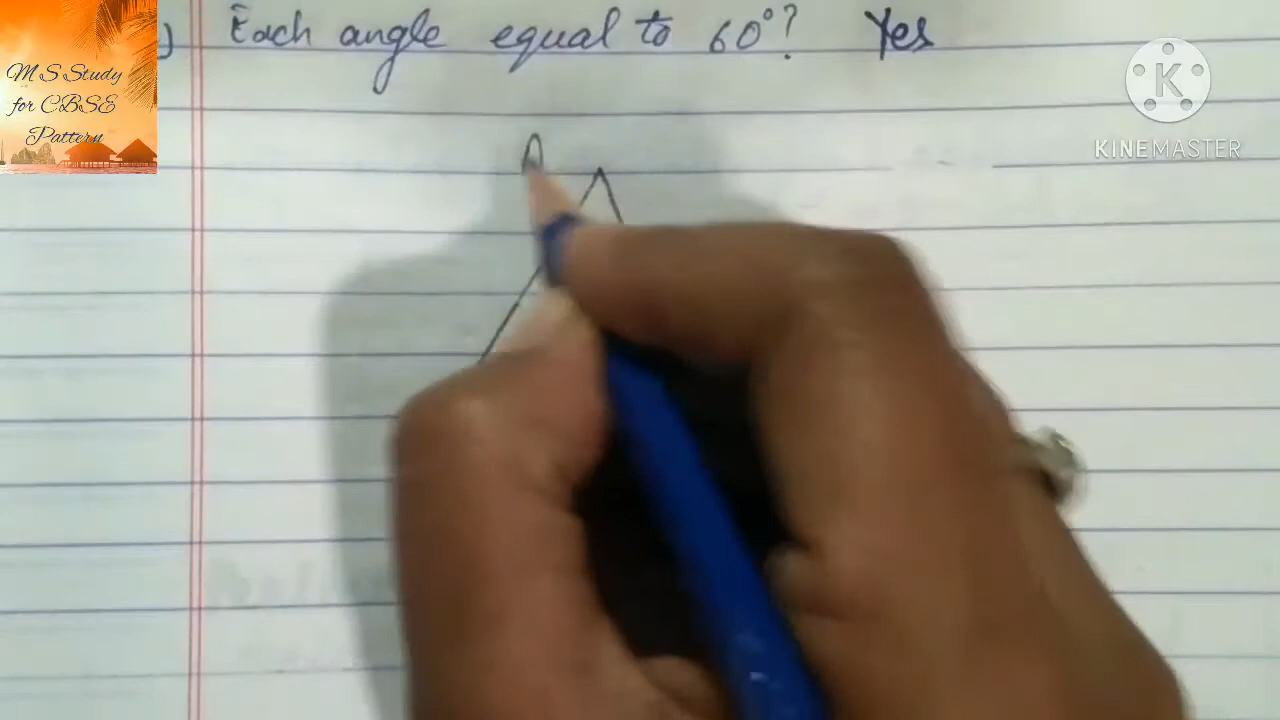 ) Each angle equal to 60°? Yes
M S Study
for CBSE
Pattern
K
KINEMASTER